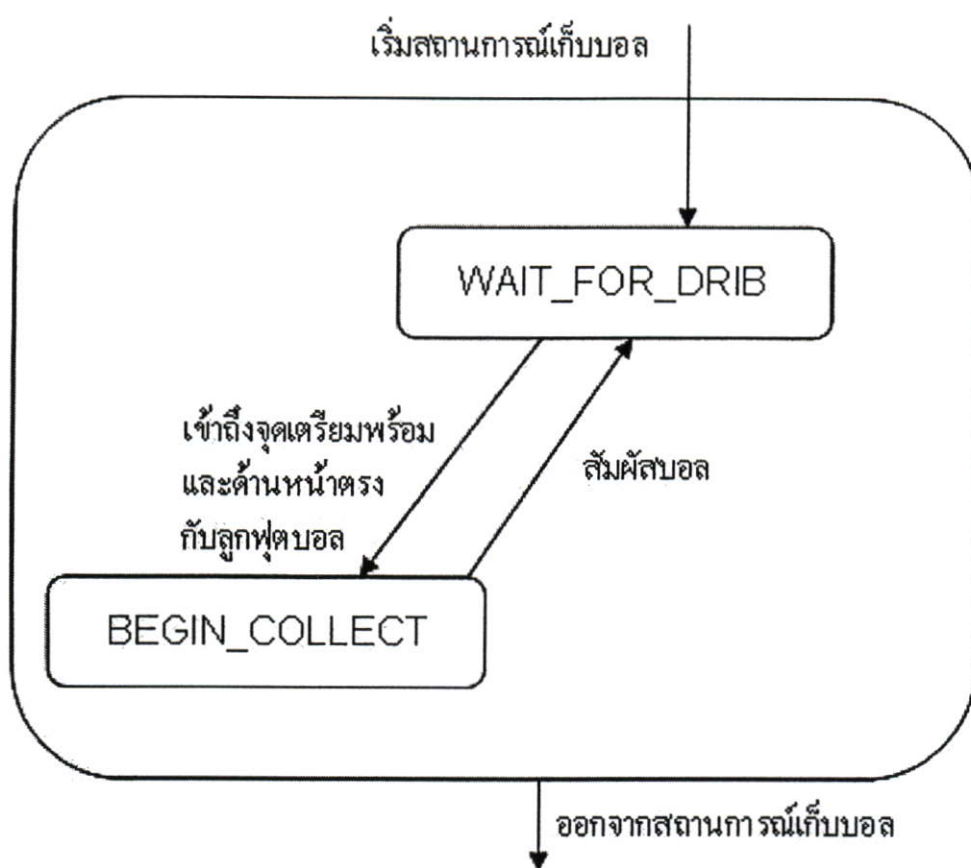 เริ่มสถานการณ์เก็บบอล
WAIT_FOR_DRIB
เข้าถึงจุดเตรียมพร้อม
และด้านหน้าตรง
กับลูกฟุตบอล
สัมผัสบอล
BEGIN_COLLECT
ออกจากสถานการณ์เก็บบอล